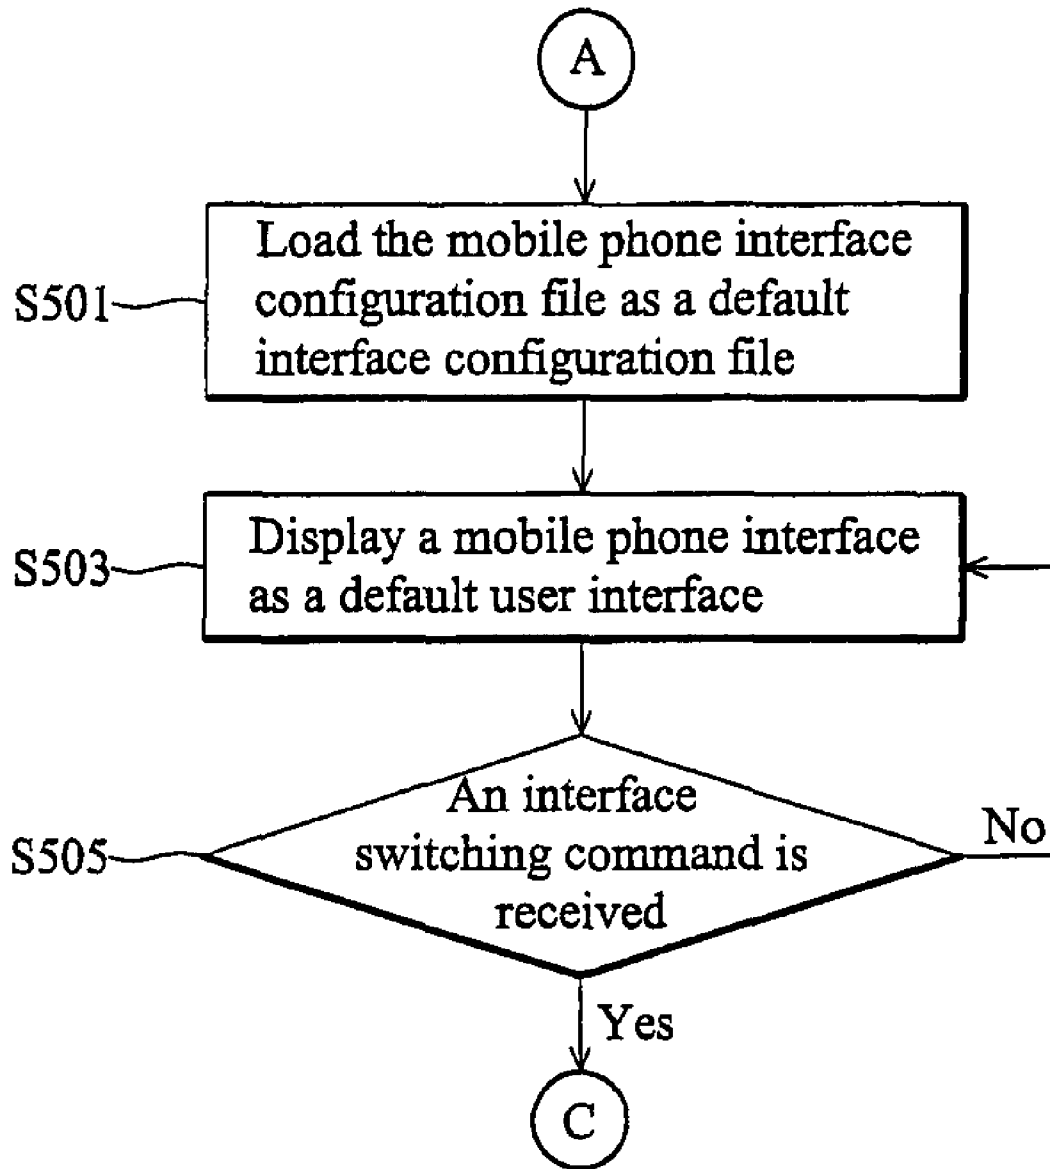 A
Load the mobile phone interface
configuration file as a default
interface configuration file
S501
Display a mobile phone interface
as a default user interface
S503
An interface
switching command is
received
S505
No
Yes
C